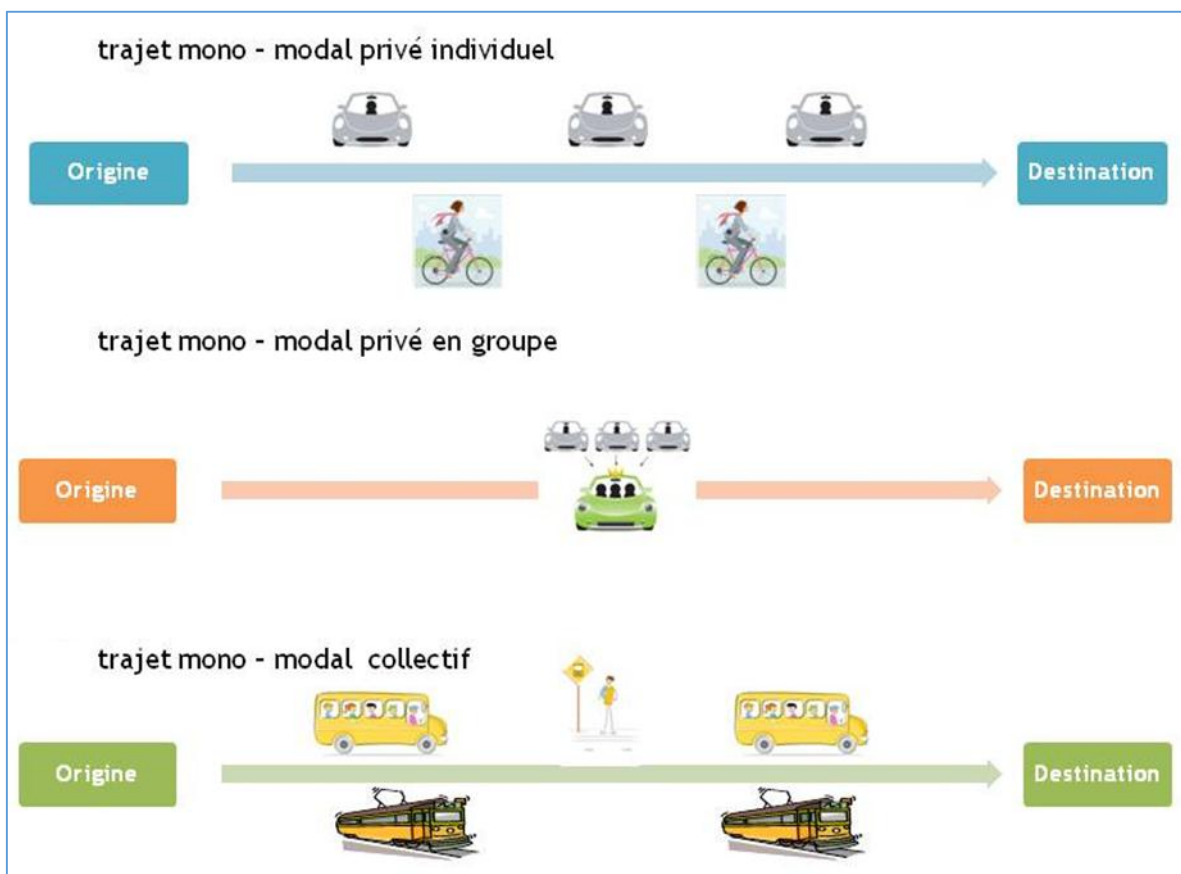 trajet mono - modal privé individuel
Origine
Destination
trajet mono - modal privé en groupe
Origine
Destination
trajet mono - modal collectif
Origine
Destination